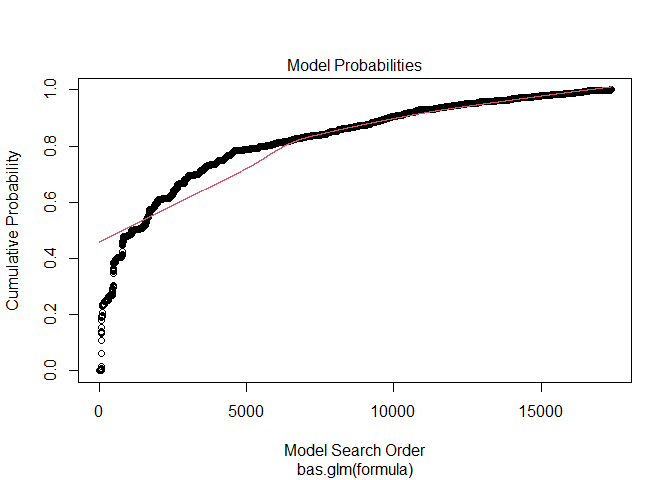 Model Probabilities
Cumulative Probability
1.0
0.8
0.6
0.4
0.2
0.0
0 5000 10000 15000
Model Search Order
bas.glm(formula)